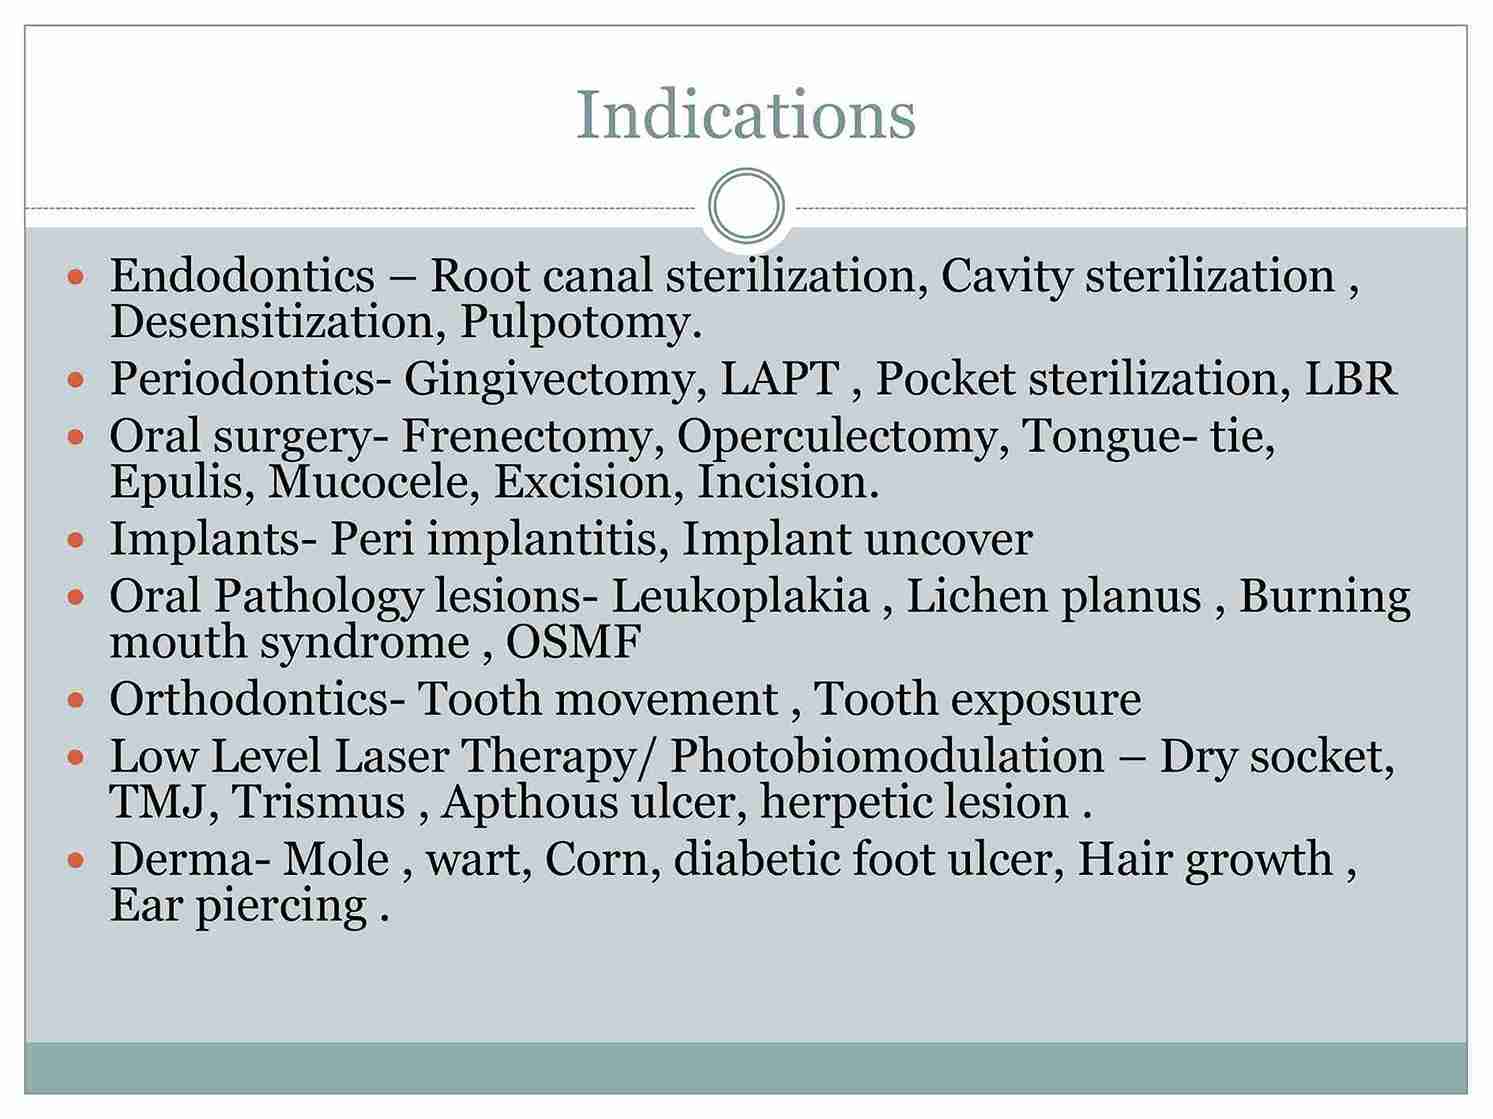 Indications
• Endodontics – Root canal sterilization, Cavity sterilization ,
Desensitization, Pulpotomy.
• Periodontics- Gingivectomy, LAPT , Pocket sterilization, LBR
• Oral surgery- Frenectomy, Operculectomy, Tongue- tie,
Epulis, Mucocele, Excision, Incision.
• Implants- Peri implantitis, Implant uncover
• Oral Pathology lesions- Leukoplakia , Lichen planus , Burning
mouth syndrome , OSMF
• Orthodontics- Tooth movement , Tooth exposure
• Low Level Laser Therapy/ Photobiomodulation – Dry socket,
TMJ, Trismus , Apthous ulcer, herpetic lesion .
• Derma- Mole , wart, Corn, diabetic foot ulcer, Hair growth ,
Ear piercing .